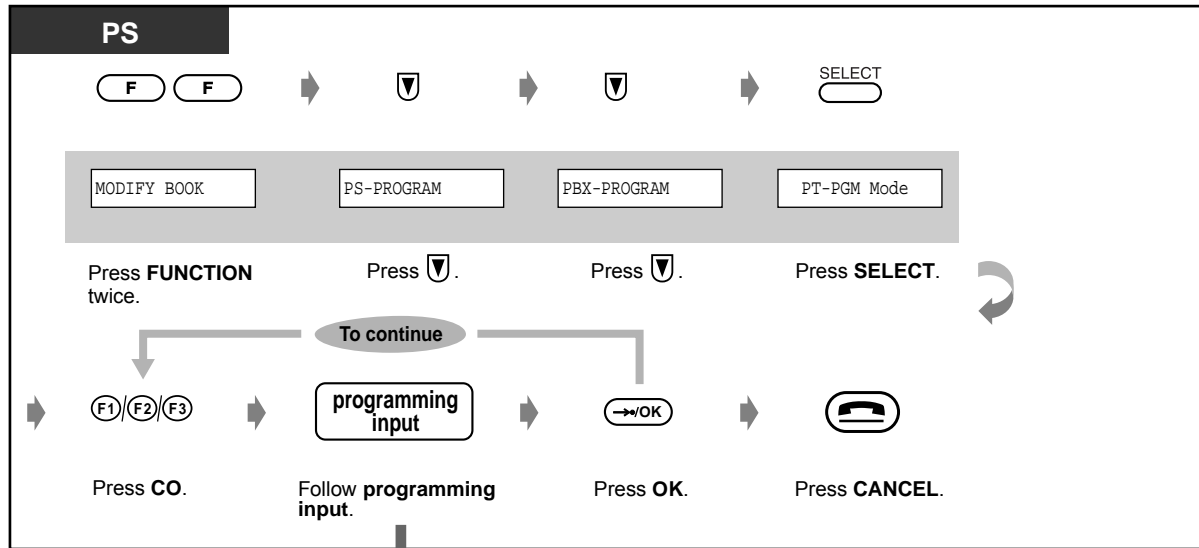 PS
F F SELECT
MODIFY BOOK PS-PROGRAM PBX-PROGRAM PT-PGM Mode
Press FUNCTION
twice.
Press ▼.
Press ▼.
Press SELECT.
To continue
F1/F2/F3
programming
input
/OK
Press CO.
Follow programming
input.
Press OK.
Press CANCEL.